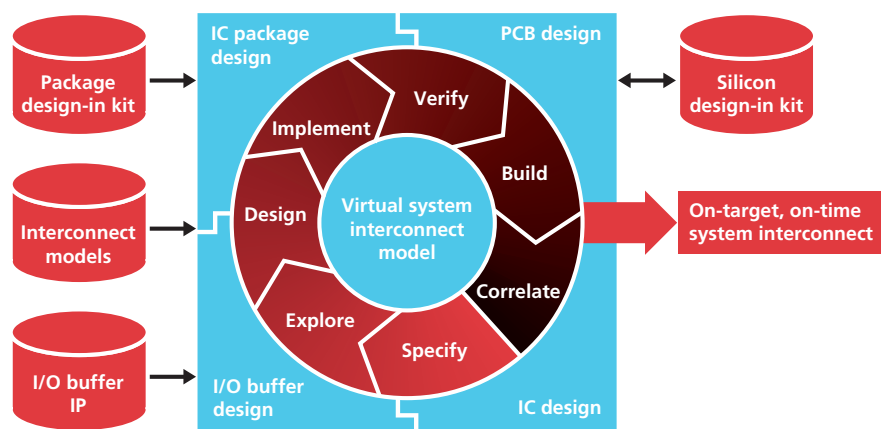 IC package
design
PCB design
Package
design-in kit
Silicon
design-in kit
Verify
Implement
Build
Design
Virtual system
interconnect
model
Interconnect
models
On-target, on-time
system interconnect
Correlate
Explore
Specify
I/O buffer
IP
I/O buffer
design
IC design